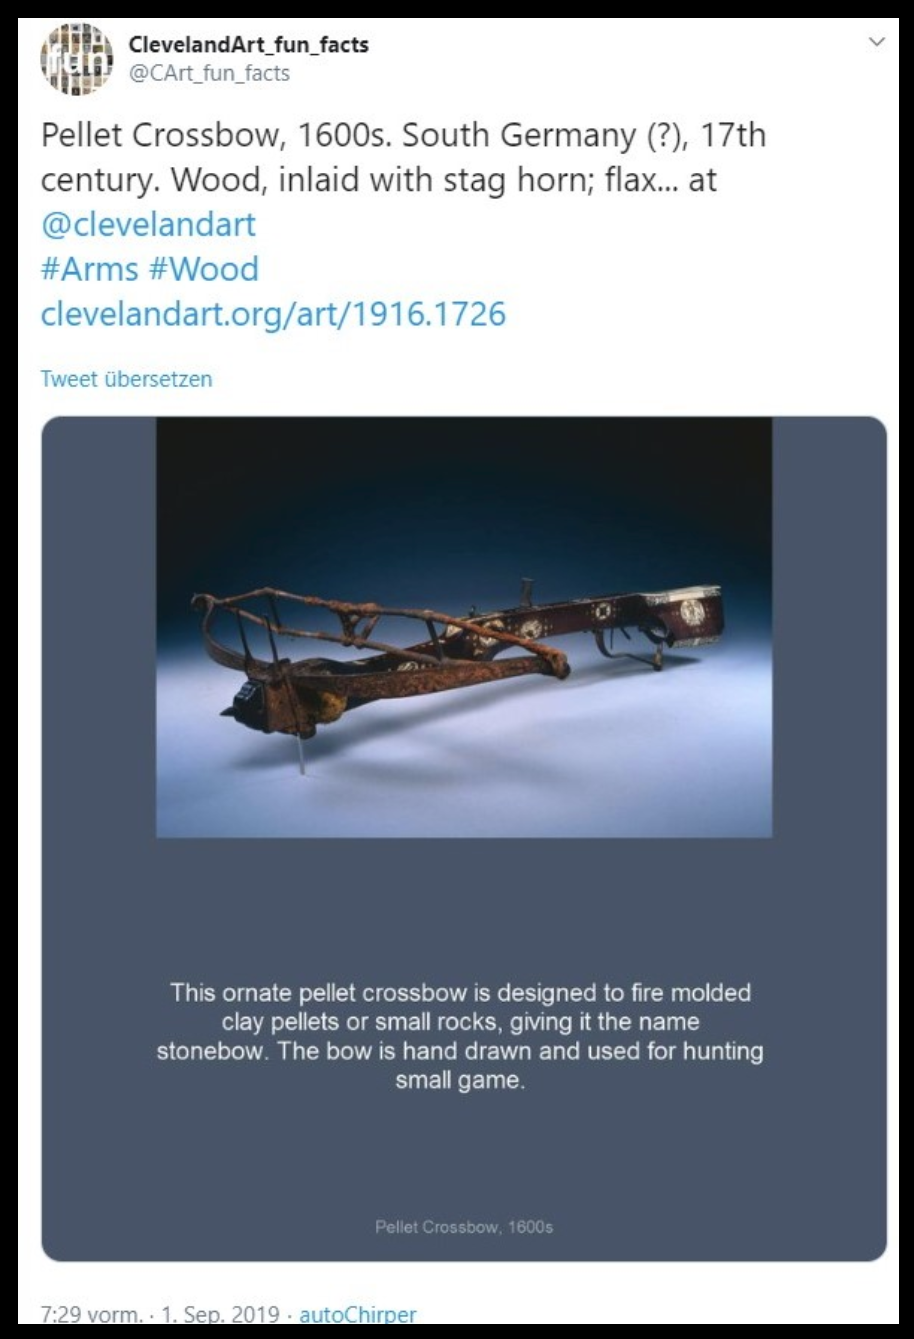 fun
ClevelandArt_fun_facts
@CArt_fun_facts
Pellet Crossbow, 1600s. South Germany (?), 17th
century. Wood, inlaid with stag horn; flax... at
@clevelandart
#Arms #Wood
clevelandart.org/art/1916.1726
Tweet übersetzen
This ornate pellet crossbow is designed to fire molded
clay pellets or small rocks, giving it the name
stonebow. The bow is hand drawn and used for hunting
small game.
Pellet Crossbow, 1600s
7:29 vorm. · 1. Sep. 2019 · autoChirper